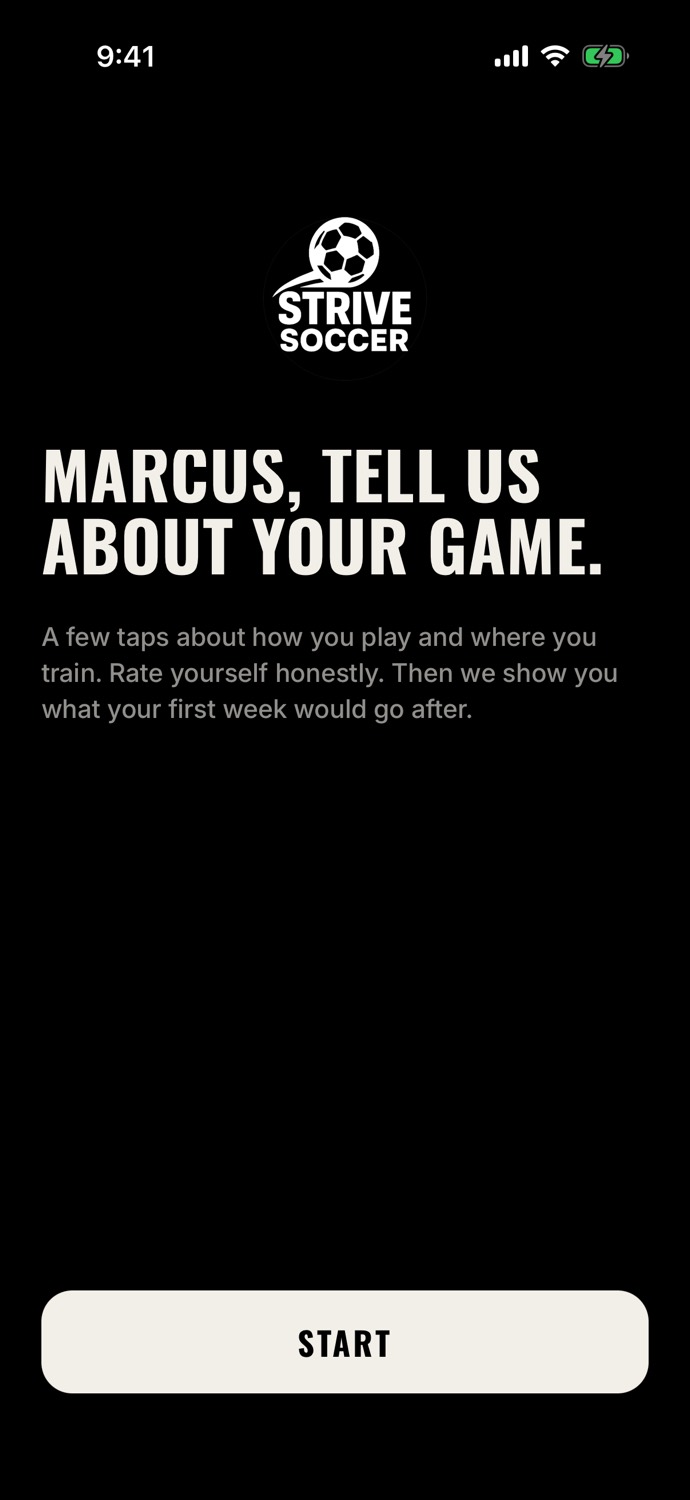 9:41
STRIVE
SOCCER
MARCUS, TELL US
ABOUT YOUR GAME.
A few taps about how you play and where you
train. Rate yourself honestly. Then we show you
what your first week would go after.
START